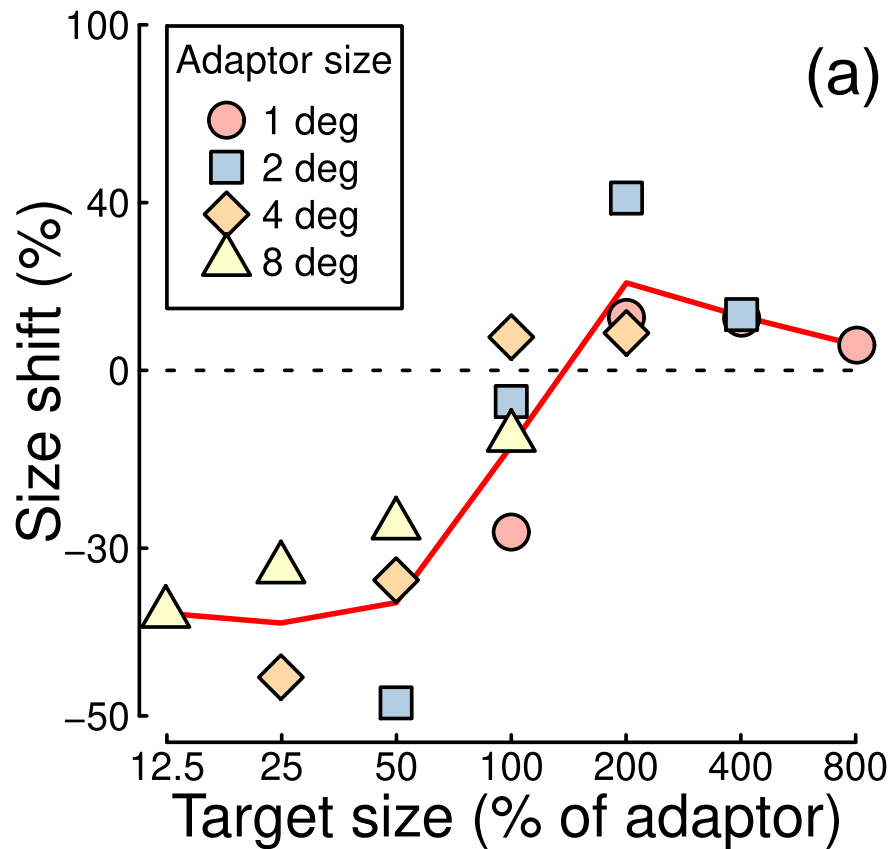 100
40
0
−30
−50
Size shift (%)
Adaptor size
1 deg
2 deg
4 deg
8 deg
(a)
12.5 25 50 100 200 400 800
Target size (% of adaptor)